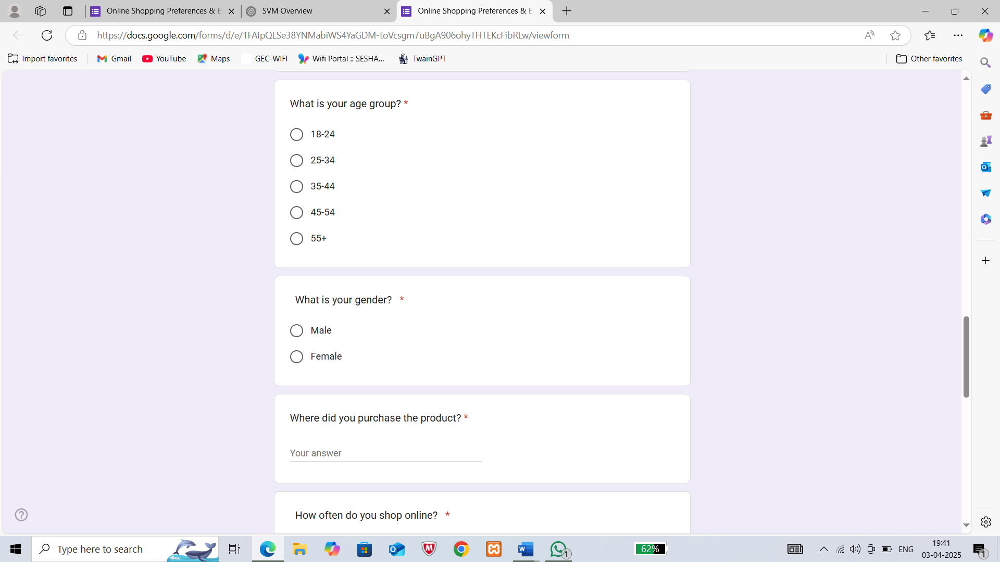 Online Shopping Preferences & E
SVM Overview
Online Shopping Preferences & E
https://docs.google.com/forms/d/e/1FAIpQLSe38YNMabiWS4YaGDM-toVcsgm7uBgA906ohyTHTEKcFibRLw/viewform
Import favorites
Gmail
YouTube
Maps
GEC-WIFI
Wifi Portal :: SESHA...
TwainGPT
Other favorites
What is your age group? *
18-24
25-34
35-44
45-54
55+
What is your gender? *
Male
Female
Where did you purchase the product? *
Your answer
How often do you shop online? *
Type here to search
62%
ENG
19:41
03-04-2025
1
1